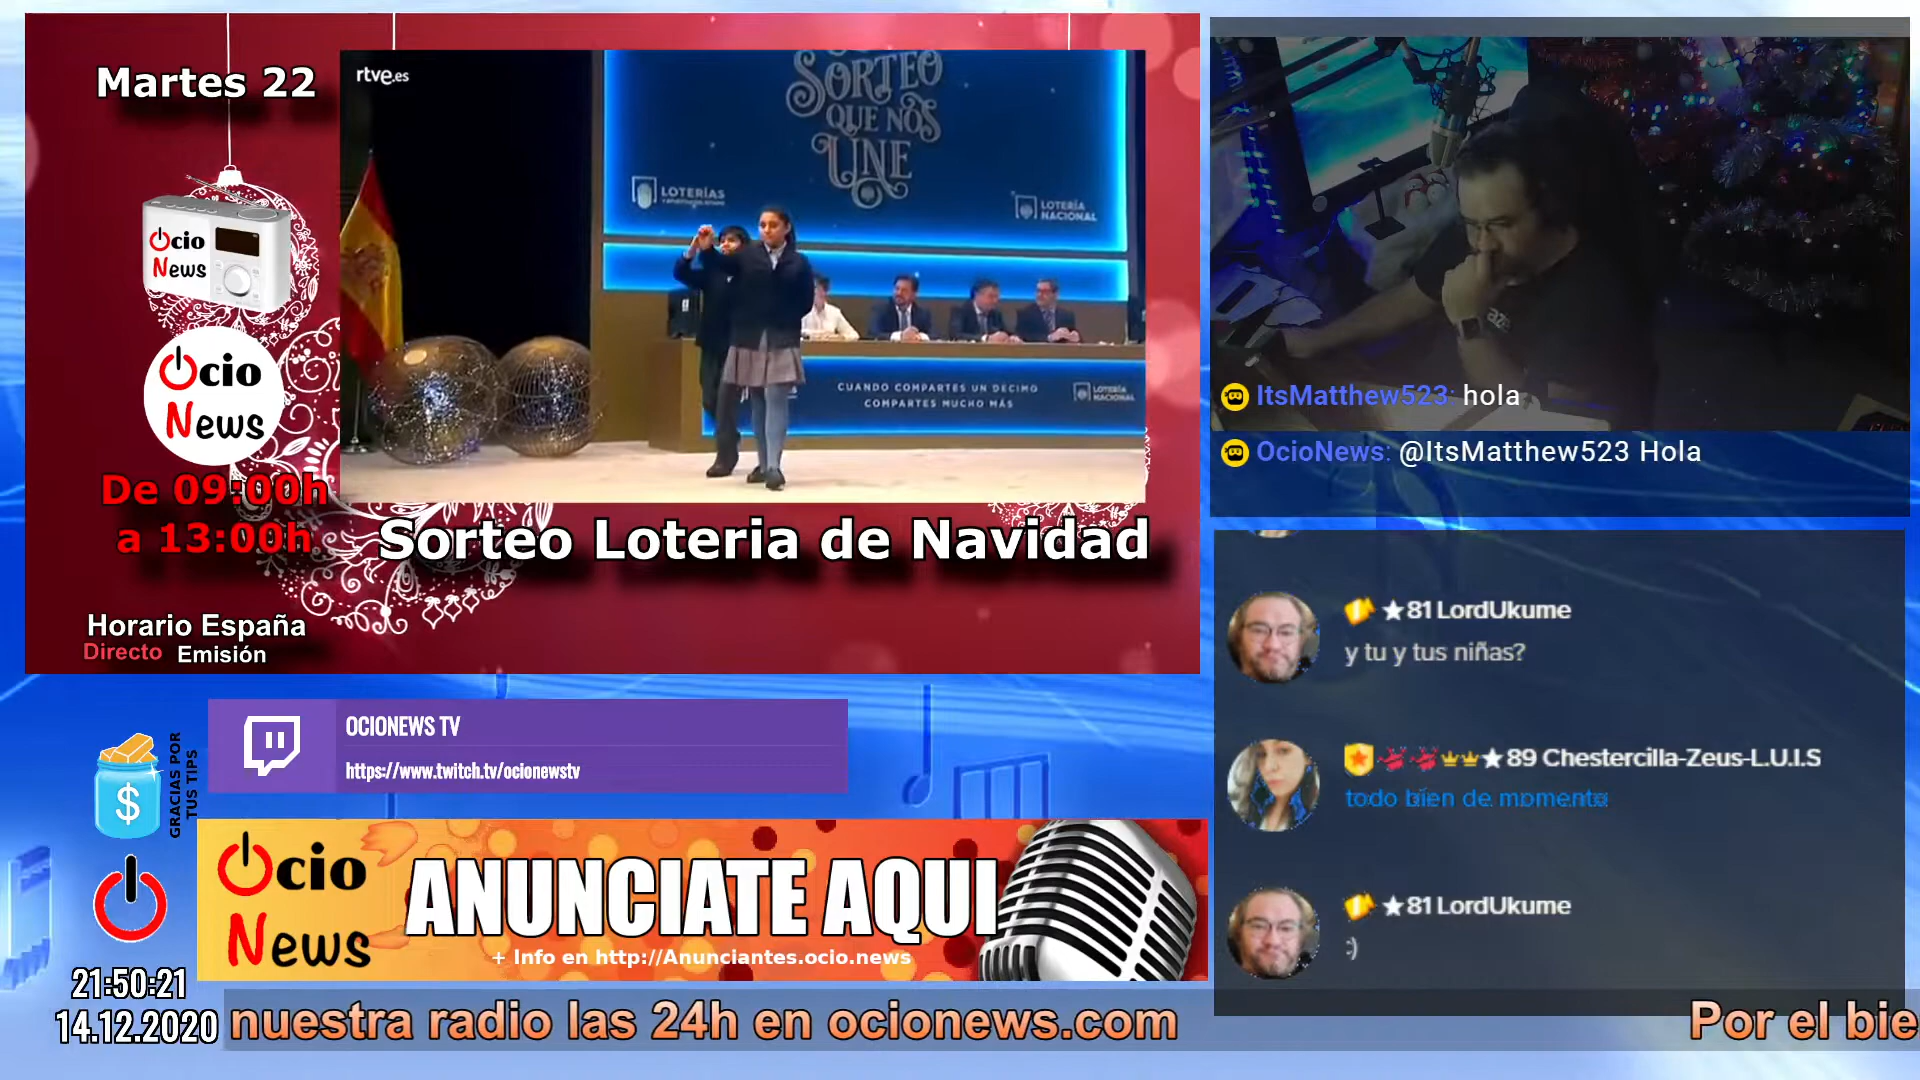 Martes 22
Ocio
News
Ocio
News
De 09:00h
a 13:00h
Horario España
Directo Emisión
rtve.es
SORTEO
QUE NOS
UNE
LOTERÍAS
LOTERÍA
NACIONAL
CUANDO COMPARTES UN DÉCIMO
COMPARTES MUCHO MÁS
LOTERÍA
NACIONAL
Sorteo Loteria de Navidad
ItsMatthew523: hola
OcioNews: @ItsMatthew523 Hola
★81 LordUkume
y tu y tus niñas?
★89 Chestercilla-Zeus-L.U.I.S
todo bien de momento
★81 LordUkume
:)
$
GRACIAS POR
TUS TIPS
OCIONEWS TV
https://www.twitch.tv/ocionewstv
Ocio
News
ANUNCIATE AQUI
+ Info en http://Anunciantes.ocio.news
21:50:21
14.12.2020
nuestra radio las 24h en ocionews.com
Por el bie